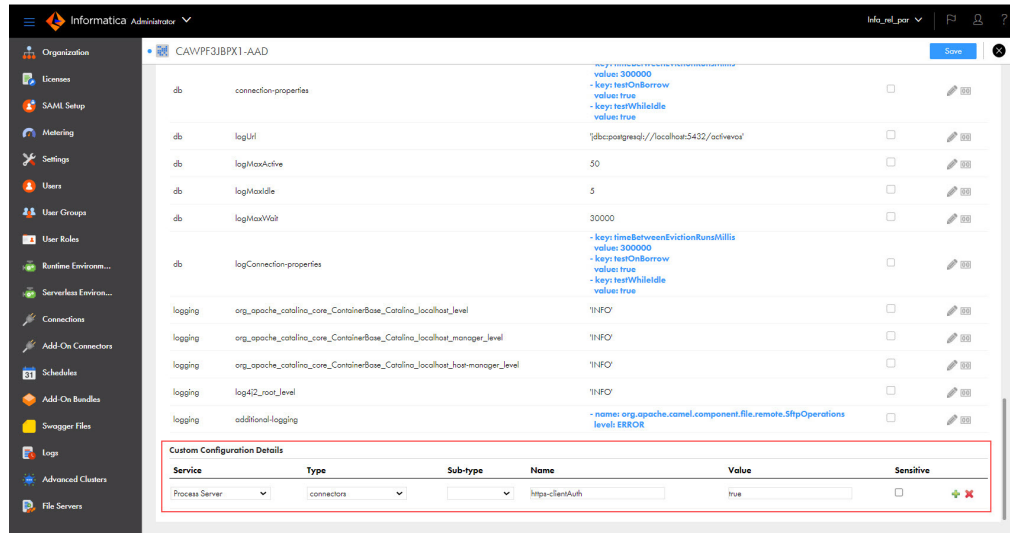 Informatica Administrator
Infa_rel_par
?
Organization
CAWPF3JBPX1-AAD
Save
Licenses
SAML Setup
Metering
Settings
Users
User Groups
User Roles
Runtime Environm...
Serverless Environ...
Connections
Add-On Connectors
31 Schedules
Add-On Bundles
Swagger Files
Logs
Advanced Clusters
File Servers
- key: timeBetweenEvictionRunsMillis
value: 300000
db connection-properties - key: testOnBorrow
value: true
- key: testWhileIdle
value: true
db logUrl 'jdbc:postgresql://localhost:5432/activevos'
db logMaxActive 50
db logMaxIdle 5
db logMaxWait 30000
- key: timeBetweenEvictionRunsMillis
value: 300000
db logConnection-properties - key: testOnBorrow
value: true
- key: testWhileIdle
value: true
logging org_apache_catalina_core_ContainerBase_Catalina_localhost_level 'INFO'
logging org_apache_catalina_core_ContainerBase_Catalina_localhost_manager_level 'INFO'
logging org_apache_catalina_core_ContainerBase_Catalina_localhost_host-manager_level 'INFO'
logging log4j2_root_level 'INFO'
logging additional-logging - name: org.apache.camel.component.file.remote.SftpOperations
level: ERROR
Custom Configuration Details
Service Type Sub-type Name Value Sensitive
Process Server connectors https-clientAuth true